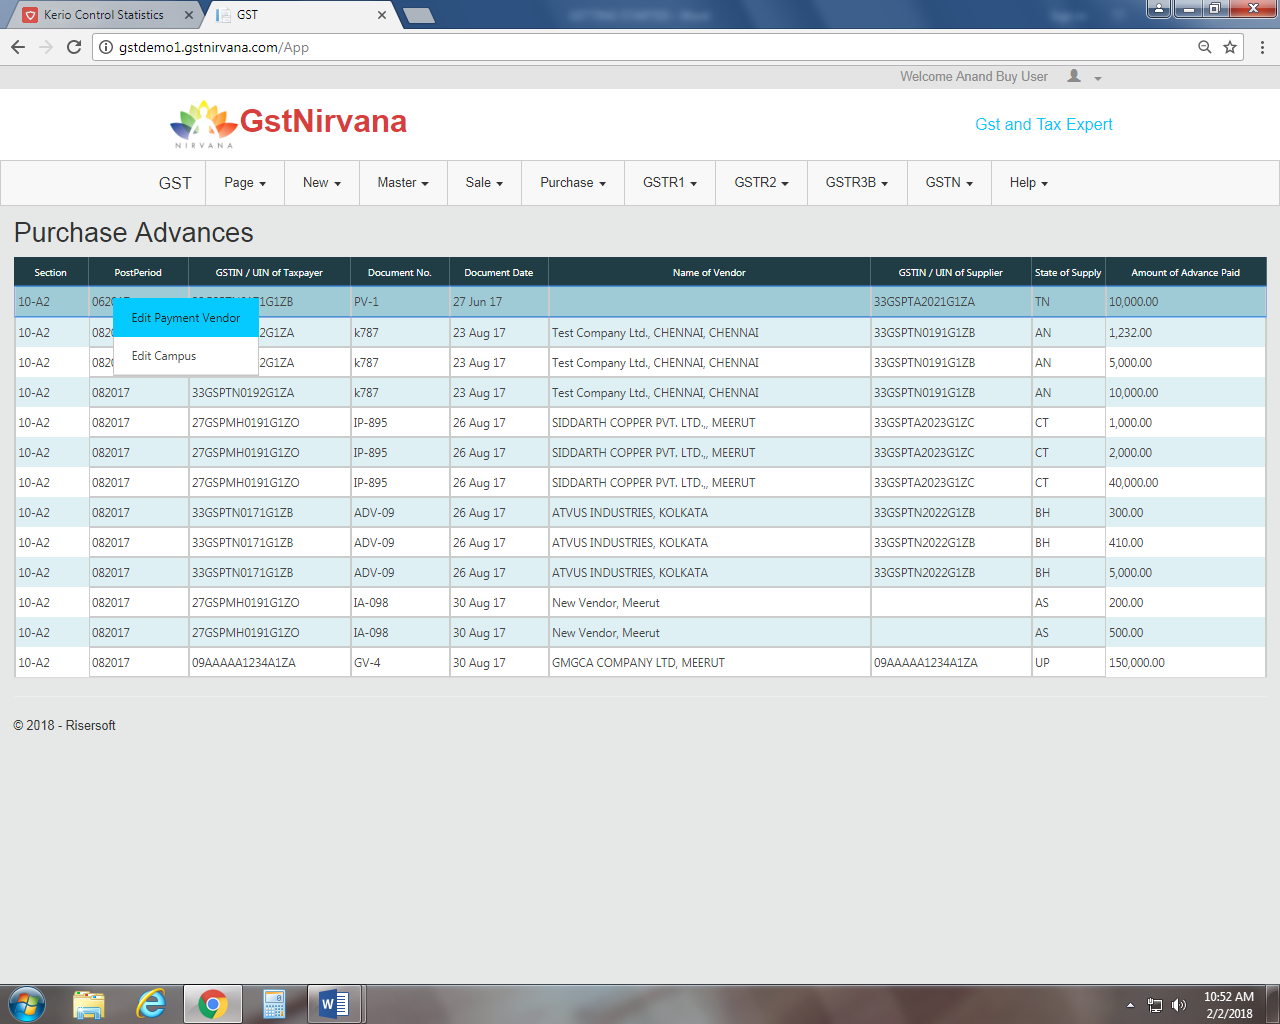 Kerio Control Statistics
GST
gstdemo1.gstnirvana.com/App
Welcome Anand Buy User
GstNirvana
NIRVANA
Gst and Tax Expert
GST Page New Master Sale Purchase GSTR1 GSTR2 GSTR3B GSTN Help
Purchase Advances
Section PostPeriod GSTIN / UIN of Taxpayer Document No. Document Date Name of Vendor GSTIN / UIN of Supplier State of Supply Amount of Advance Paid
10-A2 PV-1 27 Jun 17 33GSPTA2021G1ZA TN 10,000.00
Edit Payment Vendor
10-A2 k787 23 Aug 17 Test Company Ltd., CHENNAI, CHENNAI 33GSPTN0191G1ZB AN 1,232.00
Edit Campus
10-A2 k787 23 Aug 17 Test Company Ltd., CHENNAI, CHENNAI 33GSPTN0191G1ZB AN 5,000.00
10-A2 082017 33GSPTN0192G1ZA k787 23 Aug 17 Test Company Ltd., CHENNAI, CHENNAI 33GSPTN0191G1ZB AN 10,000.00
10-A2 082017 27GSPMH0191G1ZO IP-895 26 Aug 17 SIDDARTH COPPER PVT. LTD.,, MEERUT 33GSPTA2023G1ZC CT 1,000.00
10-A2 082017 27GSPMH0191G1ZO IP-895 26 Aug 17 SIDDARTH COPPER PVT. LTD.,, MEERUT 33GSPTA2023G1ZC CT 2,000.00
10-A2 082017 27GSPMH0191G1ZO IP-895 26 Aug 17 SIDDARTH COPPER PVT. LTD.,, MEERUT 33GSPTA2023G1ZC CT 40,000.00
10-A2 082017 33GSPTN0171G1ZB ADV-09 26 Aug 17 ATVUS INDUSTRIES, KOLKATA 33GSPTN2022G1ZB BH 300.00
10-A2 082017 33GSPTN0171G1ZB ADV-09 26 Aug 17 ATVUS INDUSTRIES, KOLKATA 33GSPTN2022G1ZB BH 410.00
10-A2 082017 33GSPTN0171G1ZB ADV-09 26 Aug 17 ATVUS INDUSTRIES, KOLKATA 33GSPTN2022G1ZB BH 5,000.00
10-A2 082017 27GSPMH0191G1ZO IA-098 30 Aug 17 New Vendor, Meerut AS 200.00
10-A2 082017 27GSPMH0191G1ZO IA-098 30 Aug 17 New Vendor, Meerut AS 500.00
10-A2 082017 09AAAAA1234A1ZA GV-4 30 Aug 17 GMGCA COMPANY LTD, MEERUT 09AAAAA1234A1ZA UP 150,000.00
© 2018 - Risersoft
10:52 AM
2/2/2018